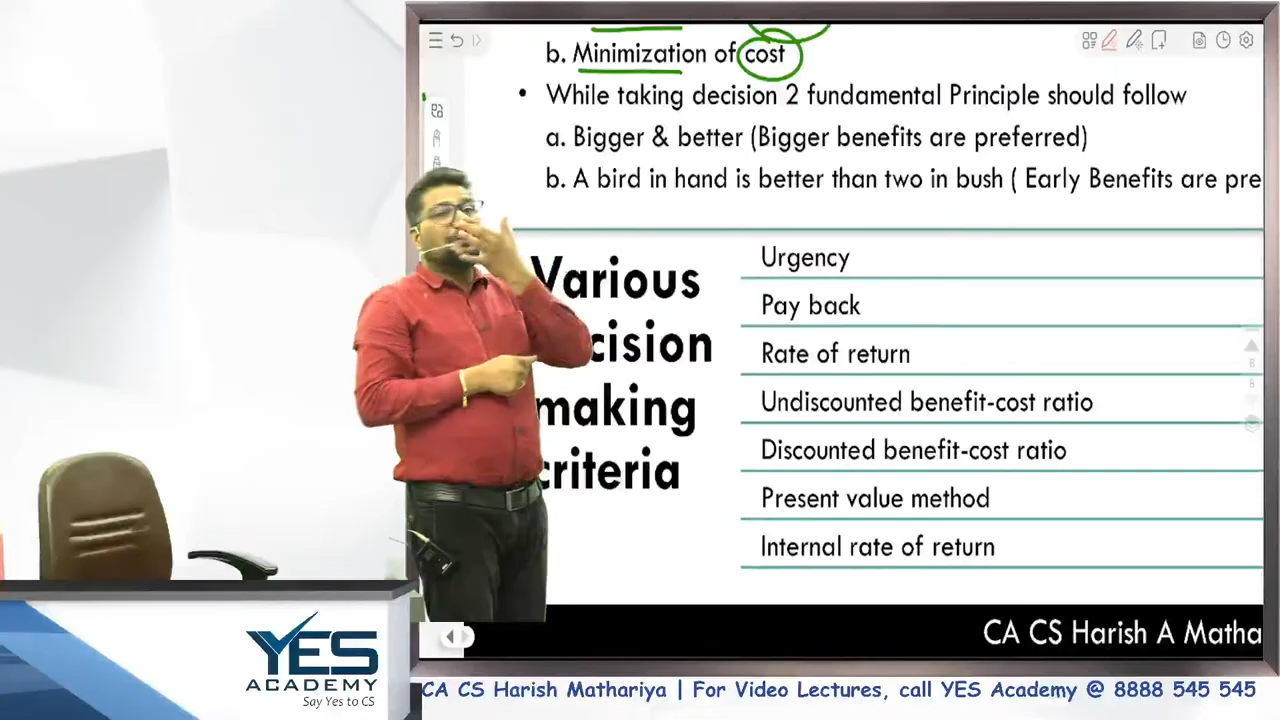 b. Minimization of cost
• While taking decision 2 fundamental Principle should follow
a. Bigger & better (Bigger benefits are preferred)
b. A bird in hand is better than two in bush ( Early Benefits are pre
Various
cision
making
criteria
Urgency
Pay back
Rate of return
Undiscounted benefit-cost ratio
Discounted benefit-cost ratio
Present value method
Internal rate of return
CA CS Harish A Matha
YES
ACADEMY
Say Yes to CS
CA CS Harish Mathariya | For Video Lectures, call YES Academy @ 8888 545 545